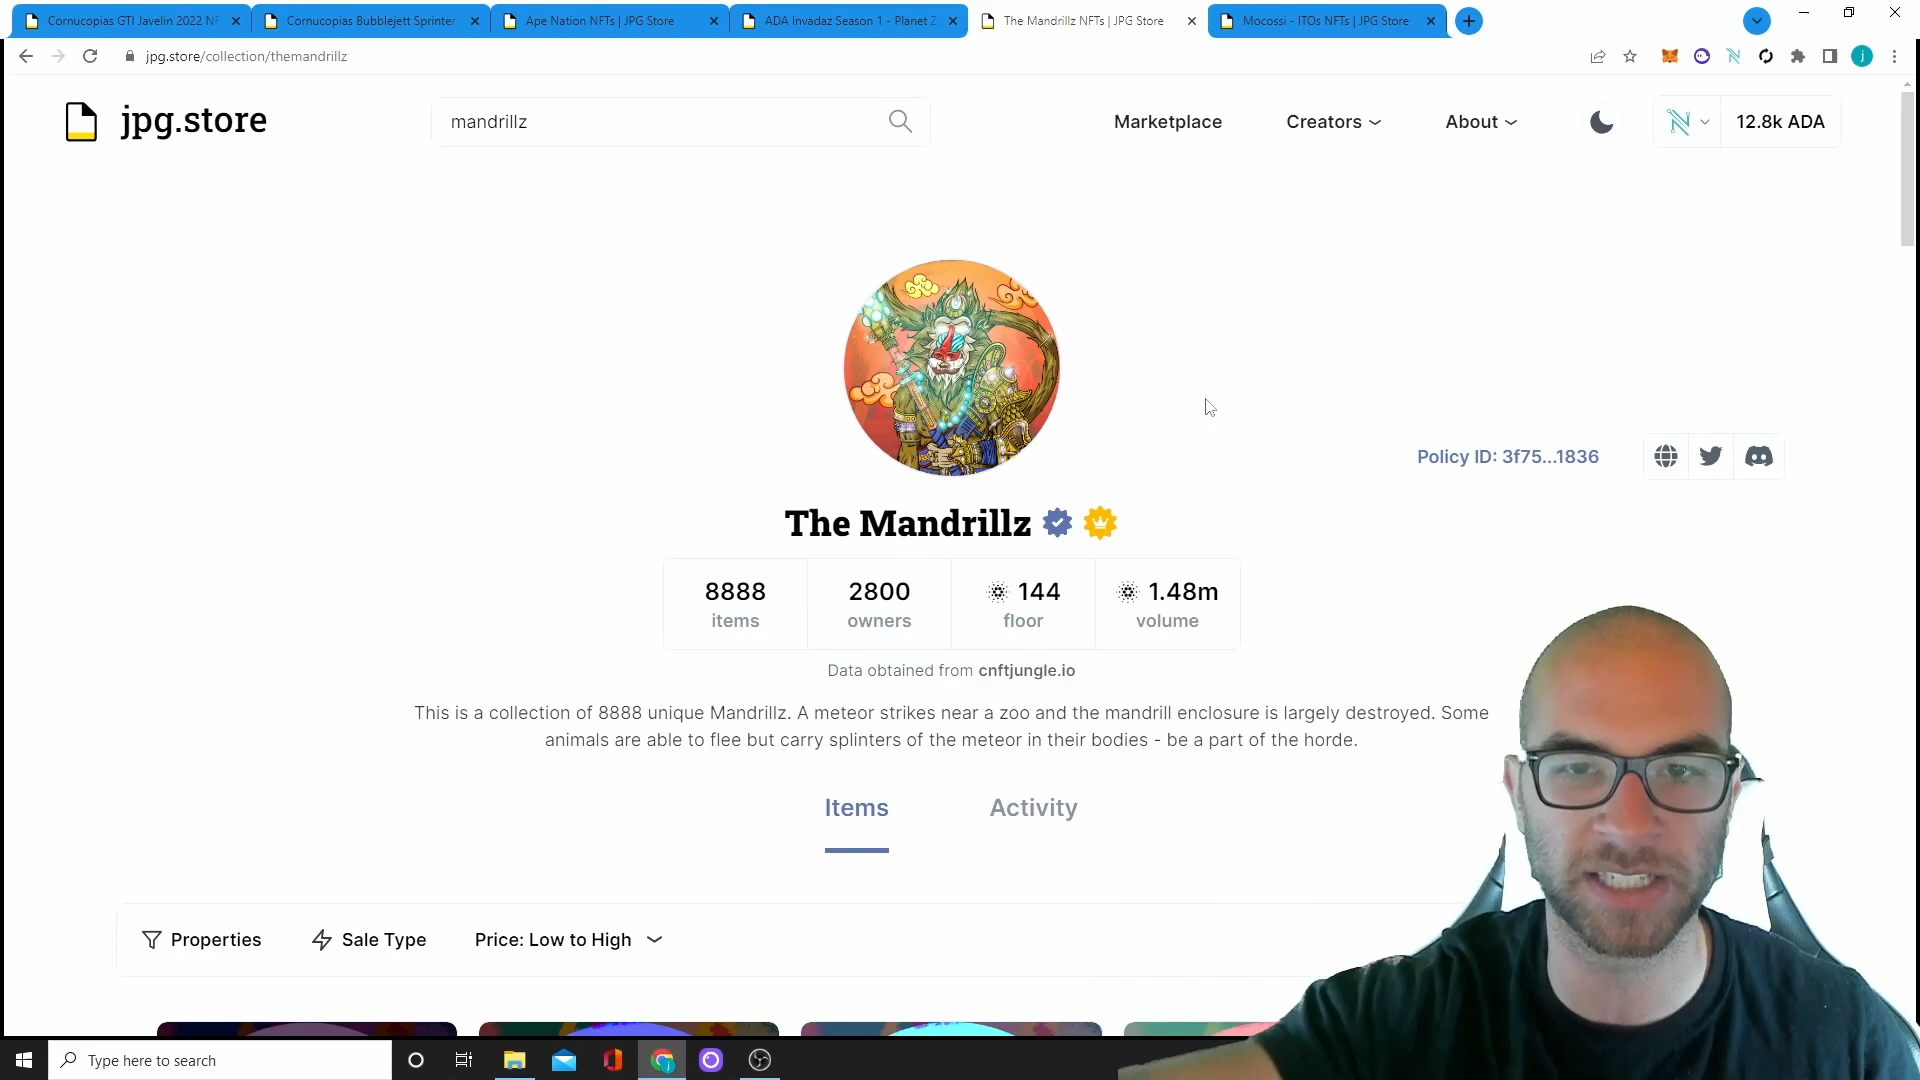 Cornucopias GTI Javelin 2022 NF
Cornucopias Bubblejett Sprinter
Ape Nation NFTs | JPG Store
ADA Invadaz Season 1 - Planet Z
The Mandrillz NFTs | JPG Store
Mocossi - ITOs NFTs | JPG Store
jpg.store/collection/themandrillz
j
jpg.store
mandrillz
Marketplace
Creators
About
12.8k ADA
Policy ID: 3f75...1836
The Mandrillz
8888
items
2800
owners
144
floor
1.48m
volume
Data obtained from cnftjungle.io
This is a collection of 8888 unique Mandrillz. A meteor strikes near a zoo and the mandrill enclosure is largely destroyed. Some
animals are able to flee but carry splinters of the meteor in their bodies - be a part of the horde.
Items
Activity
Properties
Sale Type
Price: Low to High
Type here to search